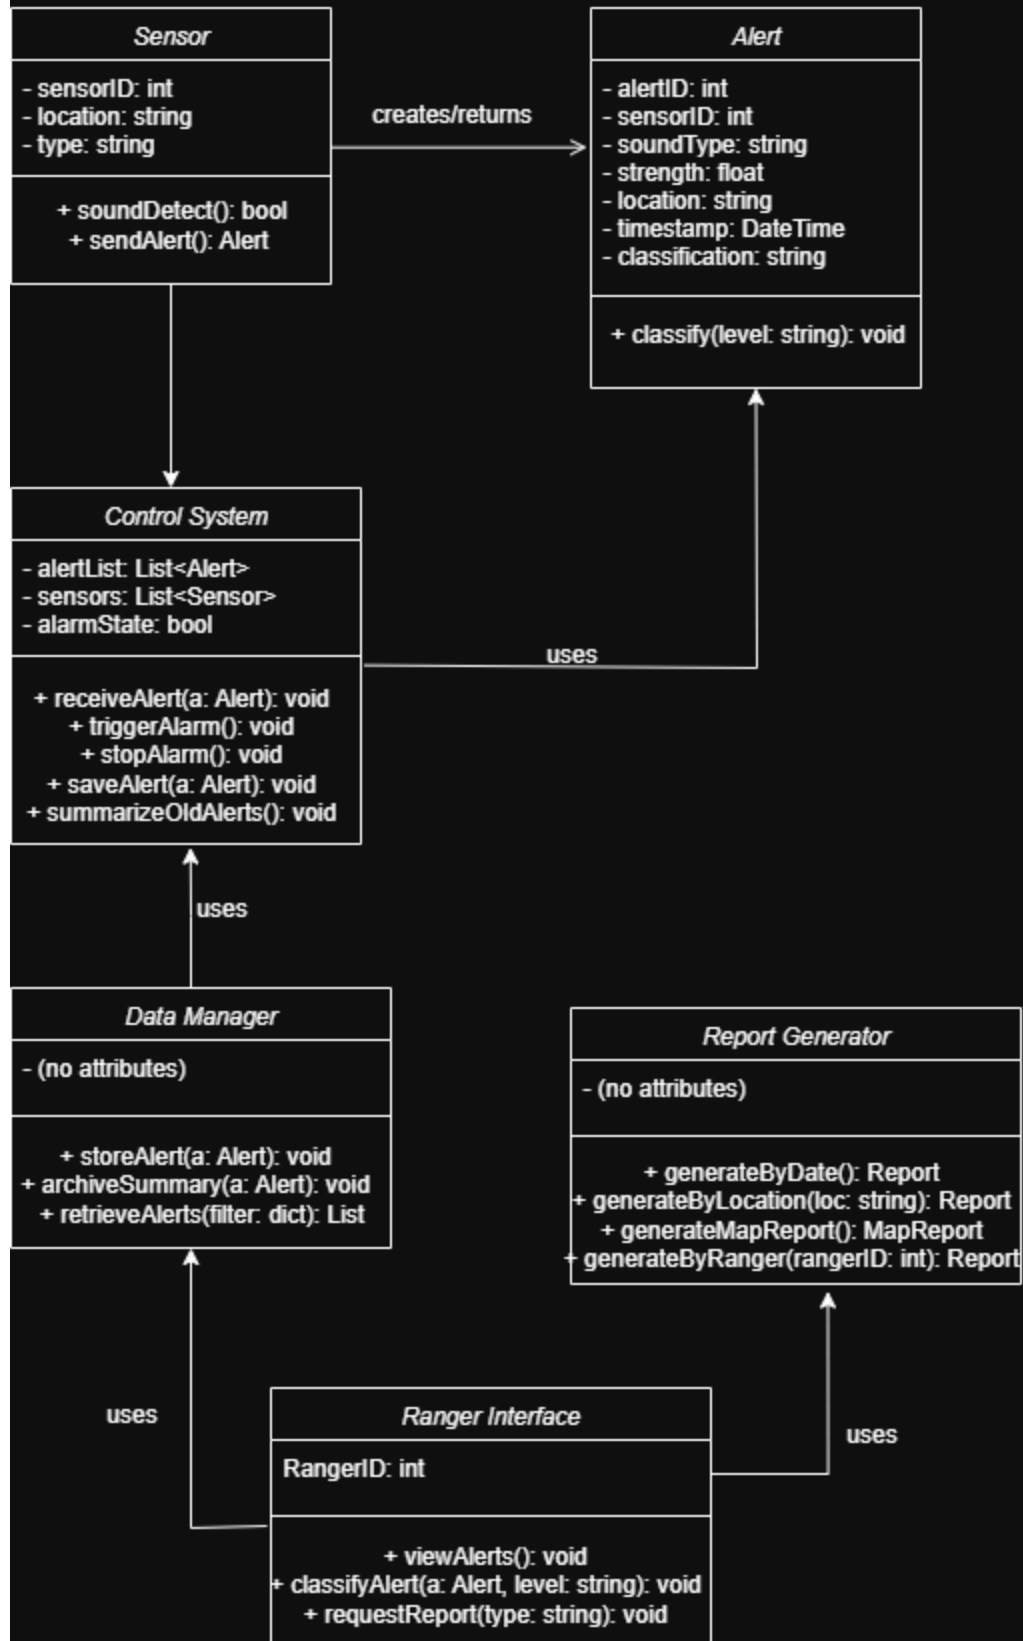 Sensor
- sensorID: int
- location: string
- type: string
+ soundDetect(): bool
+ sendAlert(): Alert
creates/returns
Alert
- alertID: int
- sensorID: int
- soundType: string
- strength: float
- location: string
- timestamp: DateTime
- classification: string
+ classify(level: string): void
Control System
- alertList: List<Alert>
- sensors: List<Sensor>
- alarmState: bool
+ receiveAlert(a: Alert): void
+ triggerAlarm(): void
+ stopAlarm(): void
+ saveAlert(a: Alert): void
+ summarizeOldAlerts(): void
uses
uses
Data Manager
- (no attributes)
+ storeAlert(a: Alert): void
+ archiveSummary(a: Alert): void
+ retrieveAlerts(filter: dict): List
Report Generator
- (no attributes)
+ generateByDate(): Report
+ generateByLocation(loc: string): Report
+ generateMapReport(): MapReport
+ generateByRanger(rangerID: int): Report
uses
uses
Ranger Interface
RangerID: int
+ viewAlerts(): void
+ classifyAlert(a: Alert, level: string): void
+ requestReport(type: string): void